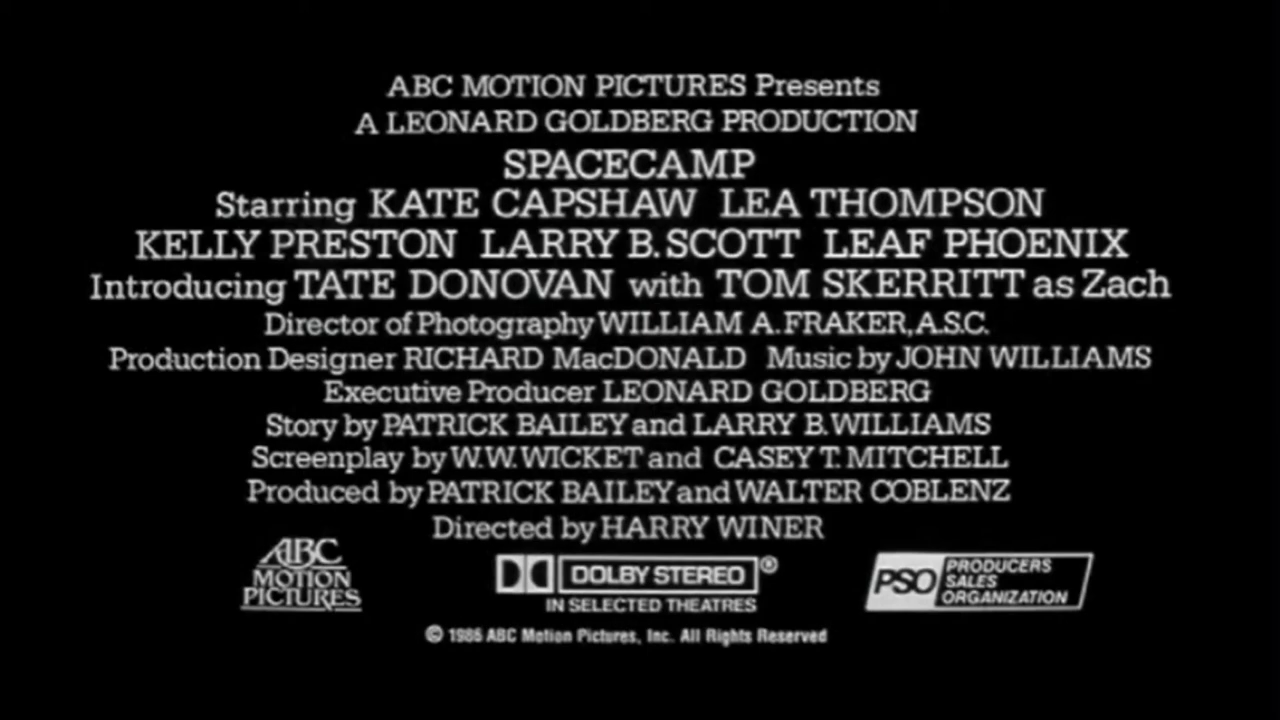 ABC MOTION PICTURES Presents
A LEONARD GOLDBERG PRODUCTION
SPACECAMP
Starring KATE CAPSHAW LEA THOMPSON
KELLY PRESTON LARRY B. SCOTT LEAF PHOENIX
Introducing TATE DONOVAN with TOM SKERRITT as Zach
Director of Photography WILLIAM A. FRAKER, A.S.C.
Production Designer RICHARD MacDONALD Music by JOHN WILLIAMS
Executive Producer LEONARD GOLDBERG
Story by PATRICK BAILEY and LARRY B. WILLIAMS
Screenplay by W.W. WICKET and CASEY T. MITCHELL
Produced by PATRICK BAILEY and WALTER COBLENZ
Directed by HARRY WINER
ABC
MOTION
PICTURES
DOLBY STEREO ®
IN SELECTED THEATRES
PSO PRODUCERS
SALES
ORGANIZATION
© 1985 ABC Motion Pictures, Inc. All Rights Reserved